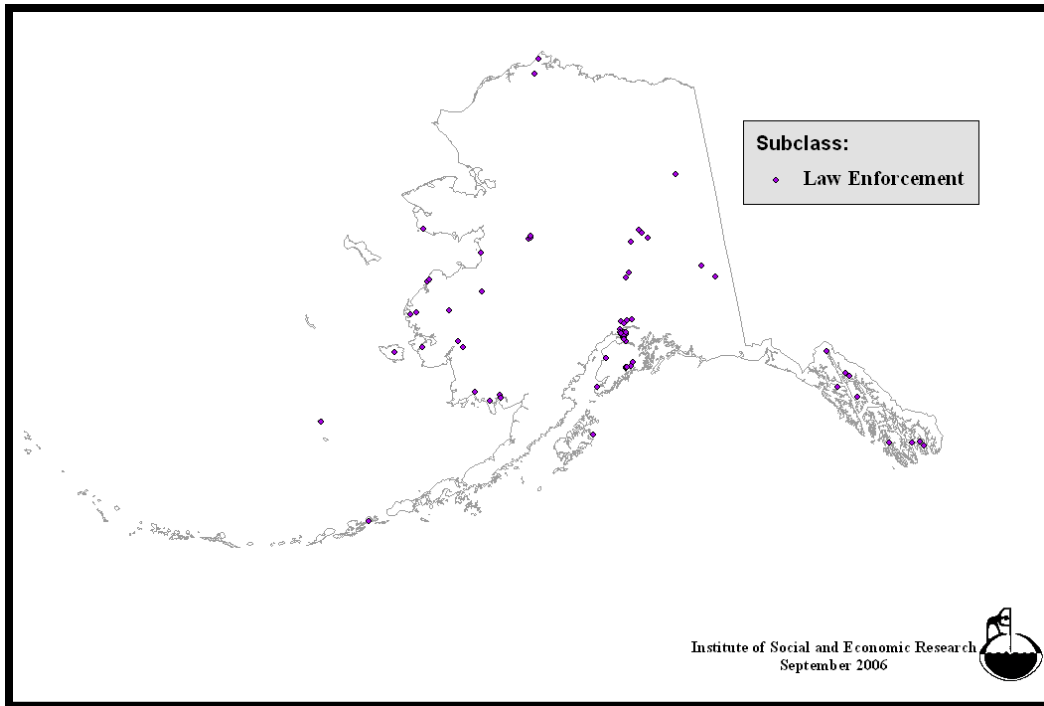 Subclass:
Law Enforcement
Institute of Social and Economic Research
September 2006